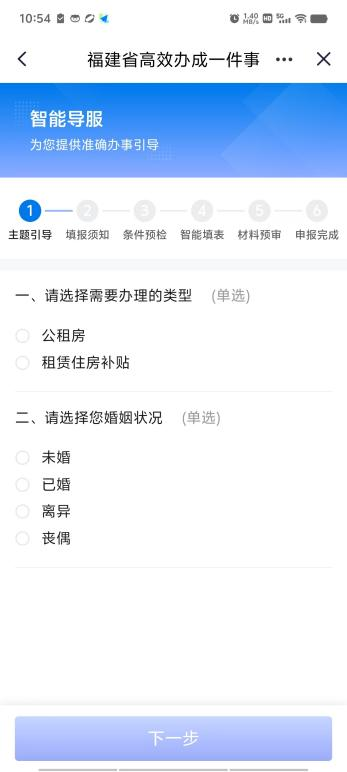 10:54
1.40 MB/S HD 5G
福建省高效办成一件事
智能导服
为您提供准确办事引导
1 2 3 4 5 6
主题引导 填报须知 条件预检 智能填表 材料预审 申报完成
一、请选择需要办理的类型 (单选)
公租房
租赁住房补贴
二、请选择您婚姻状况 (单选)
未婚
已婚
离异
丧偶
下一步